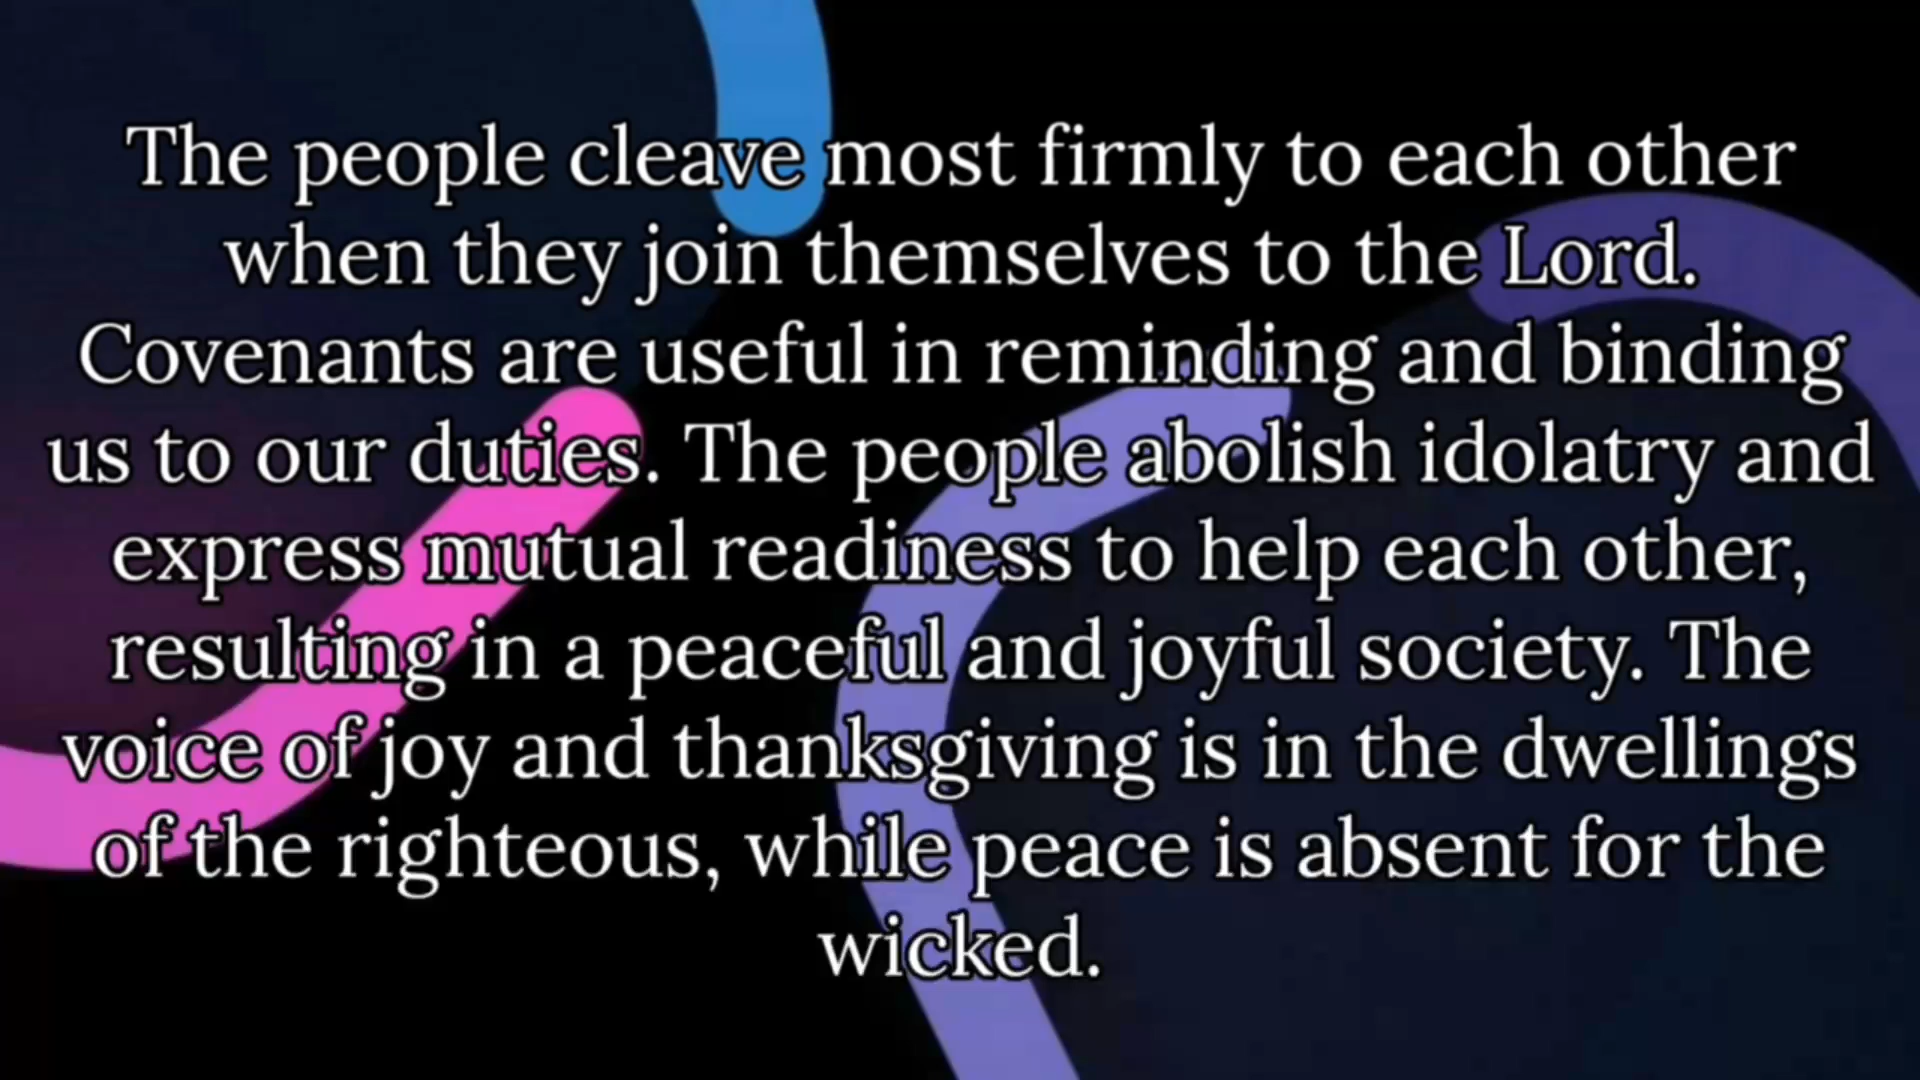 The people cleave most firmly to each other
when they join themselves to the Lord.
Covenants are useful in reminding and binding
us to our duties. The people abolish idolatry and
express mutual readiness to help each other,
resulting in a peaceful and joyful society. The
voice of joy and thanksgiving is in the dwellings
of the righteous, while peace is absent for the
wicked.